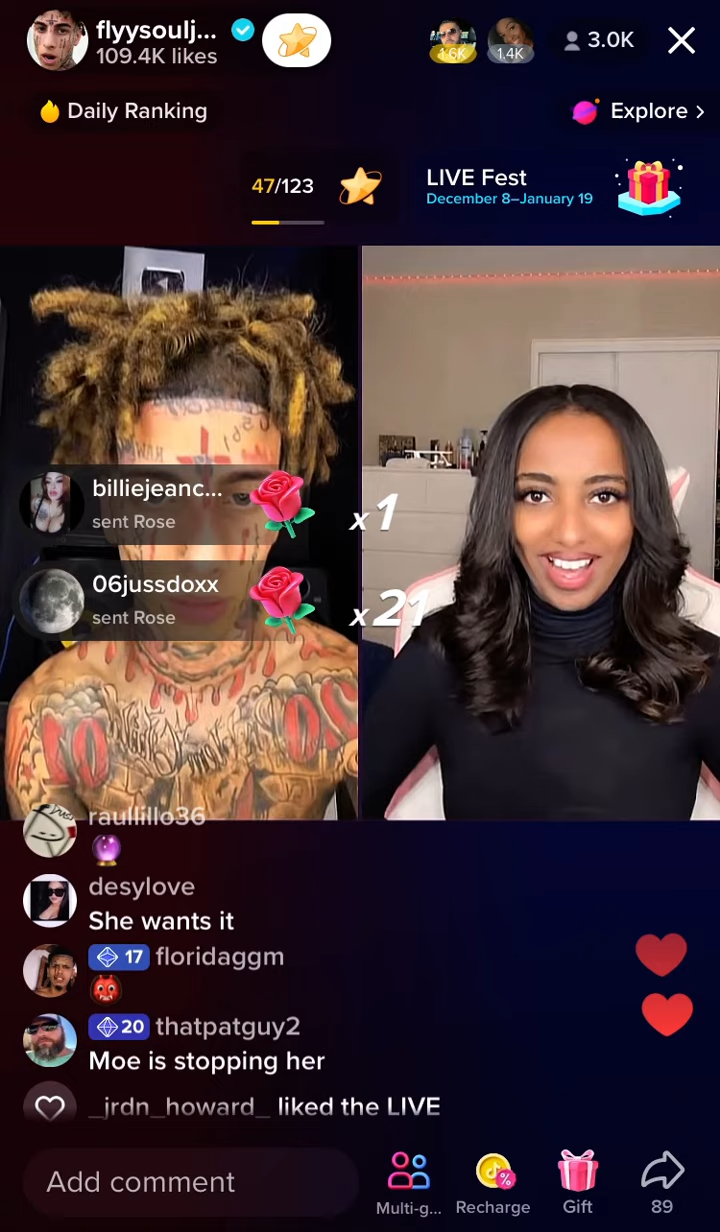 flyysoulj...
109.4K likes
1.6K
1.4K
3.0K
Daily Ranking
Explore >
47/123
LIVE Fest
December 8–January 19
billiejeanc...
sent Rose
x1
06jussdoxx
sent Rose
x21
raullillo36
desylove
She wants it
17 floridaggm
20 thatpatguy2
Moe is stopping her
_jrdn_howard_ liked the LIVE
Add comment
Multi-g...
Recharge
Gift
89